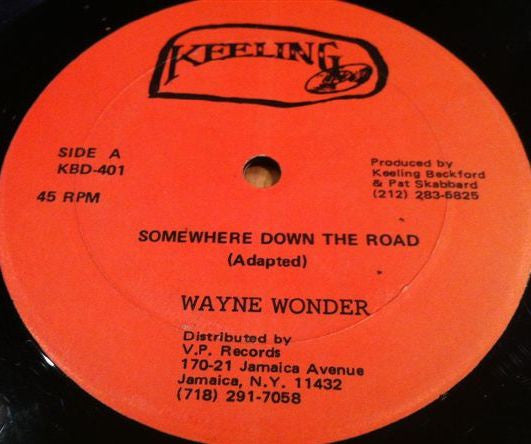 KEELING
SIDE A
KBD-401
45 RPM
Produced by
Keeling Beckford
& Pat Skabbard
(212) 283-6825
SOMEWHERE DOWN THE ROAD
(Adapted)
WAYNE WONDER
Distributed by
V.P. Records
170-21 Jamaica Avenue
Jamaica, N.Y. 11432
(718) 291-7058